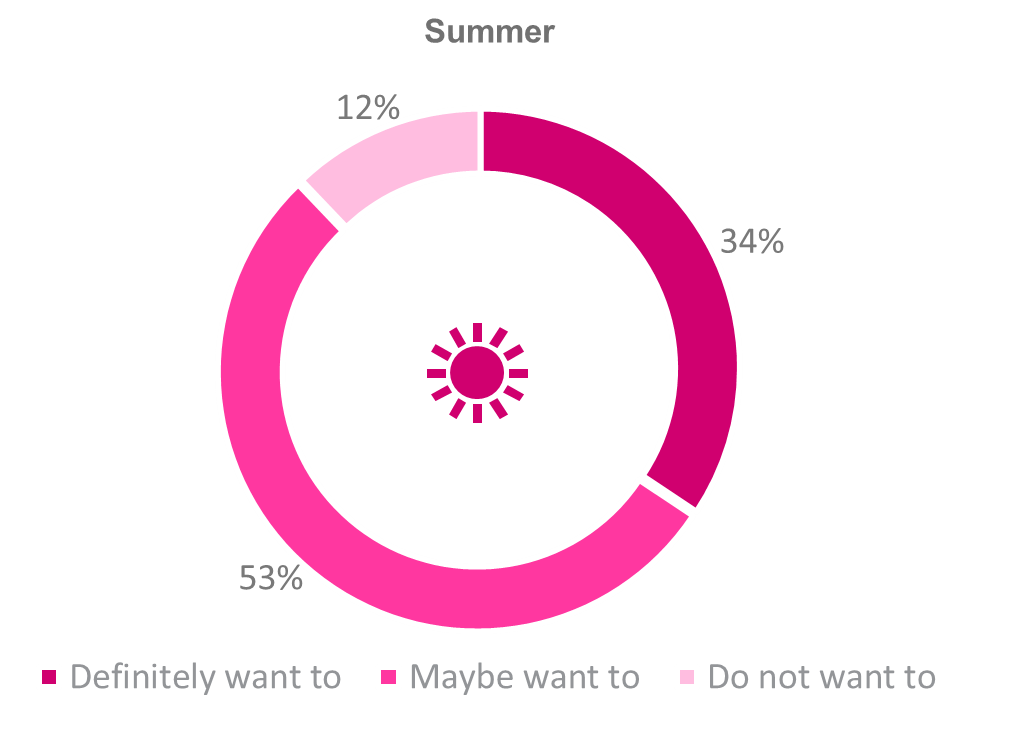 Summer
12%
34%
53%
Definitely want to
Maybe want to
Do not want to